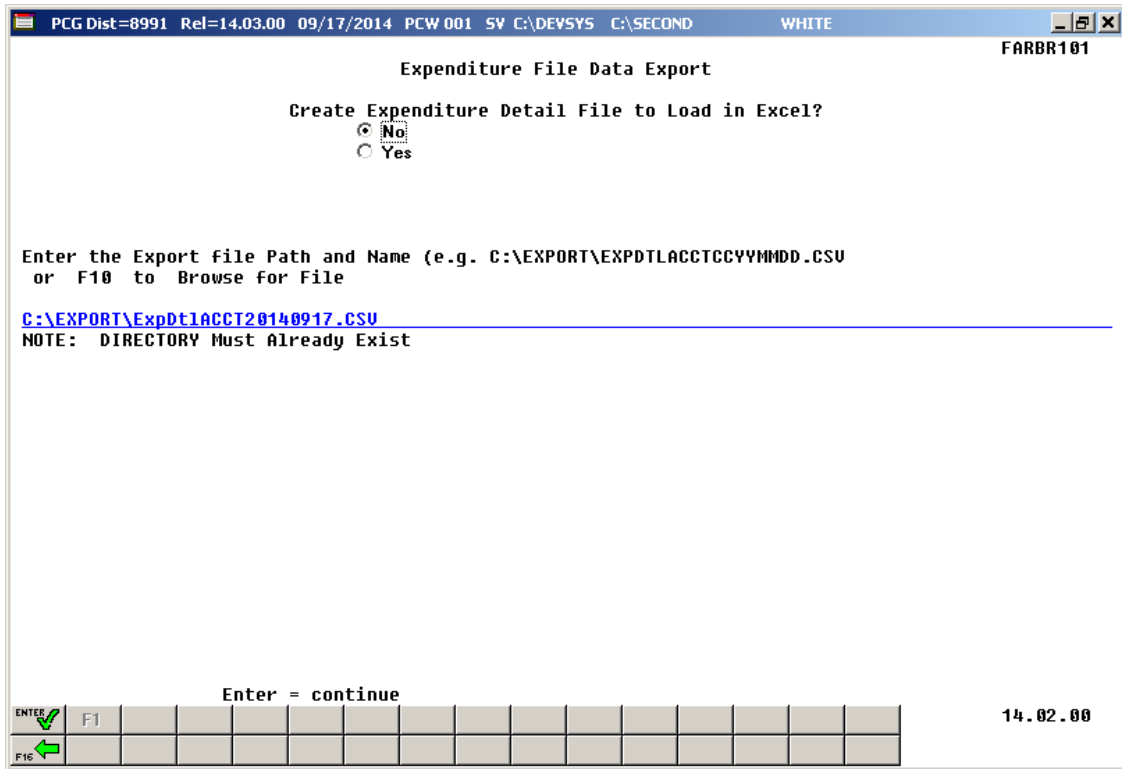 PCG Dist=8991 Rel=14.03.00 09/17/2014 PCW 001 SV C:\DEVSYS C:\SECOND WHITE
FARBR101
Expenditure File Data Export
Create Expenditure Detail File to Load in Excel?
No
Yes
Enter the Export file Path and Name (e.g. C:\EXPORT\EXPDTLACCTCCYYMMDD.CSV
or F10 to Browse for File
C:\EXPORT\ExpDtlACCT20140917.CSV
NOTE: DIRECTORY Must Already Exist
Enter = continue
ENTER F1
14.02.00
F16